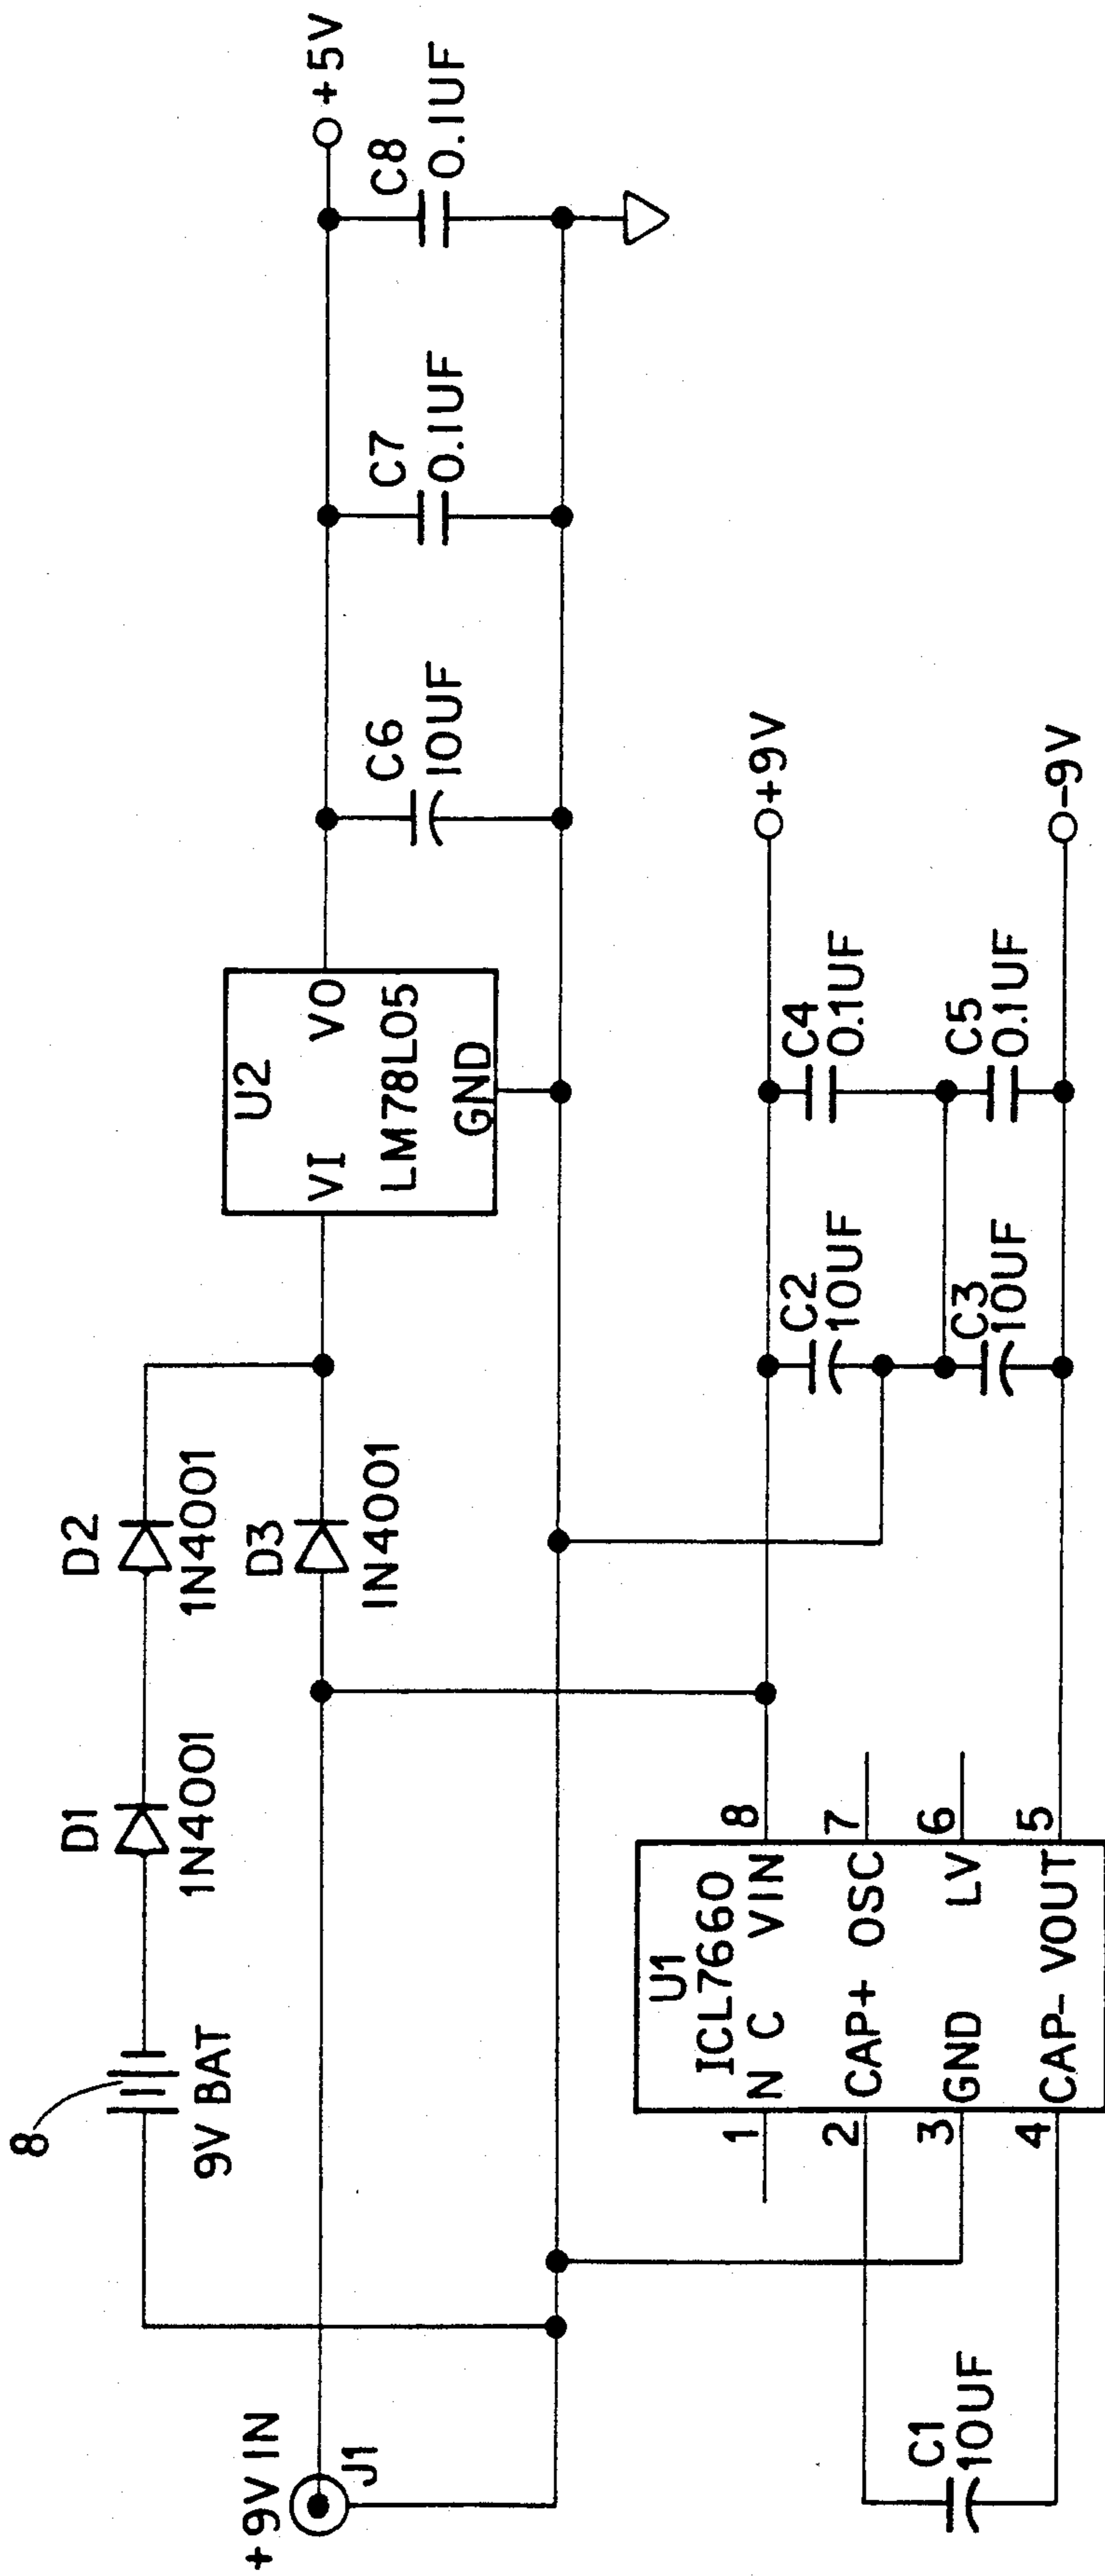 8
9V BAT
D1
1N4001
D2
1N4001
+9V IN
J1
D3
1N4001
U2
VI VO
LM78L05
GND
C6
10UF
C7
0.1UF
C8
0.1UF
+5V
U1
ICL7660
1 N C VIN 8
2 CAP+ OSC 7
3 GND LV 6
4 CAP- VOUT 5
C1
10UF
C2
10UF
C4
0.1UF
+9V
C3
10UF
C5
0.1UF
-9V